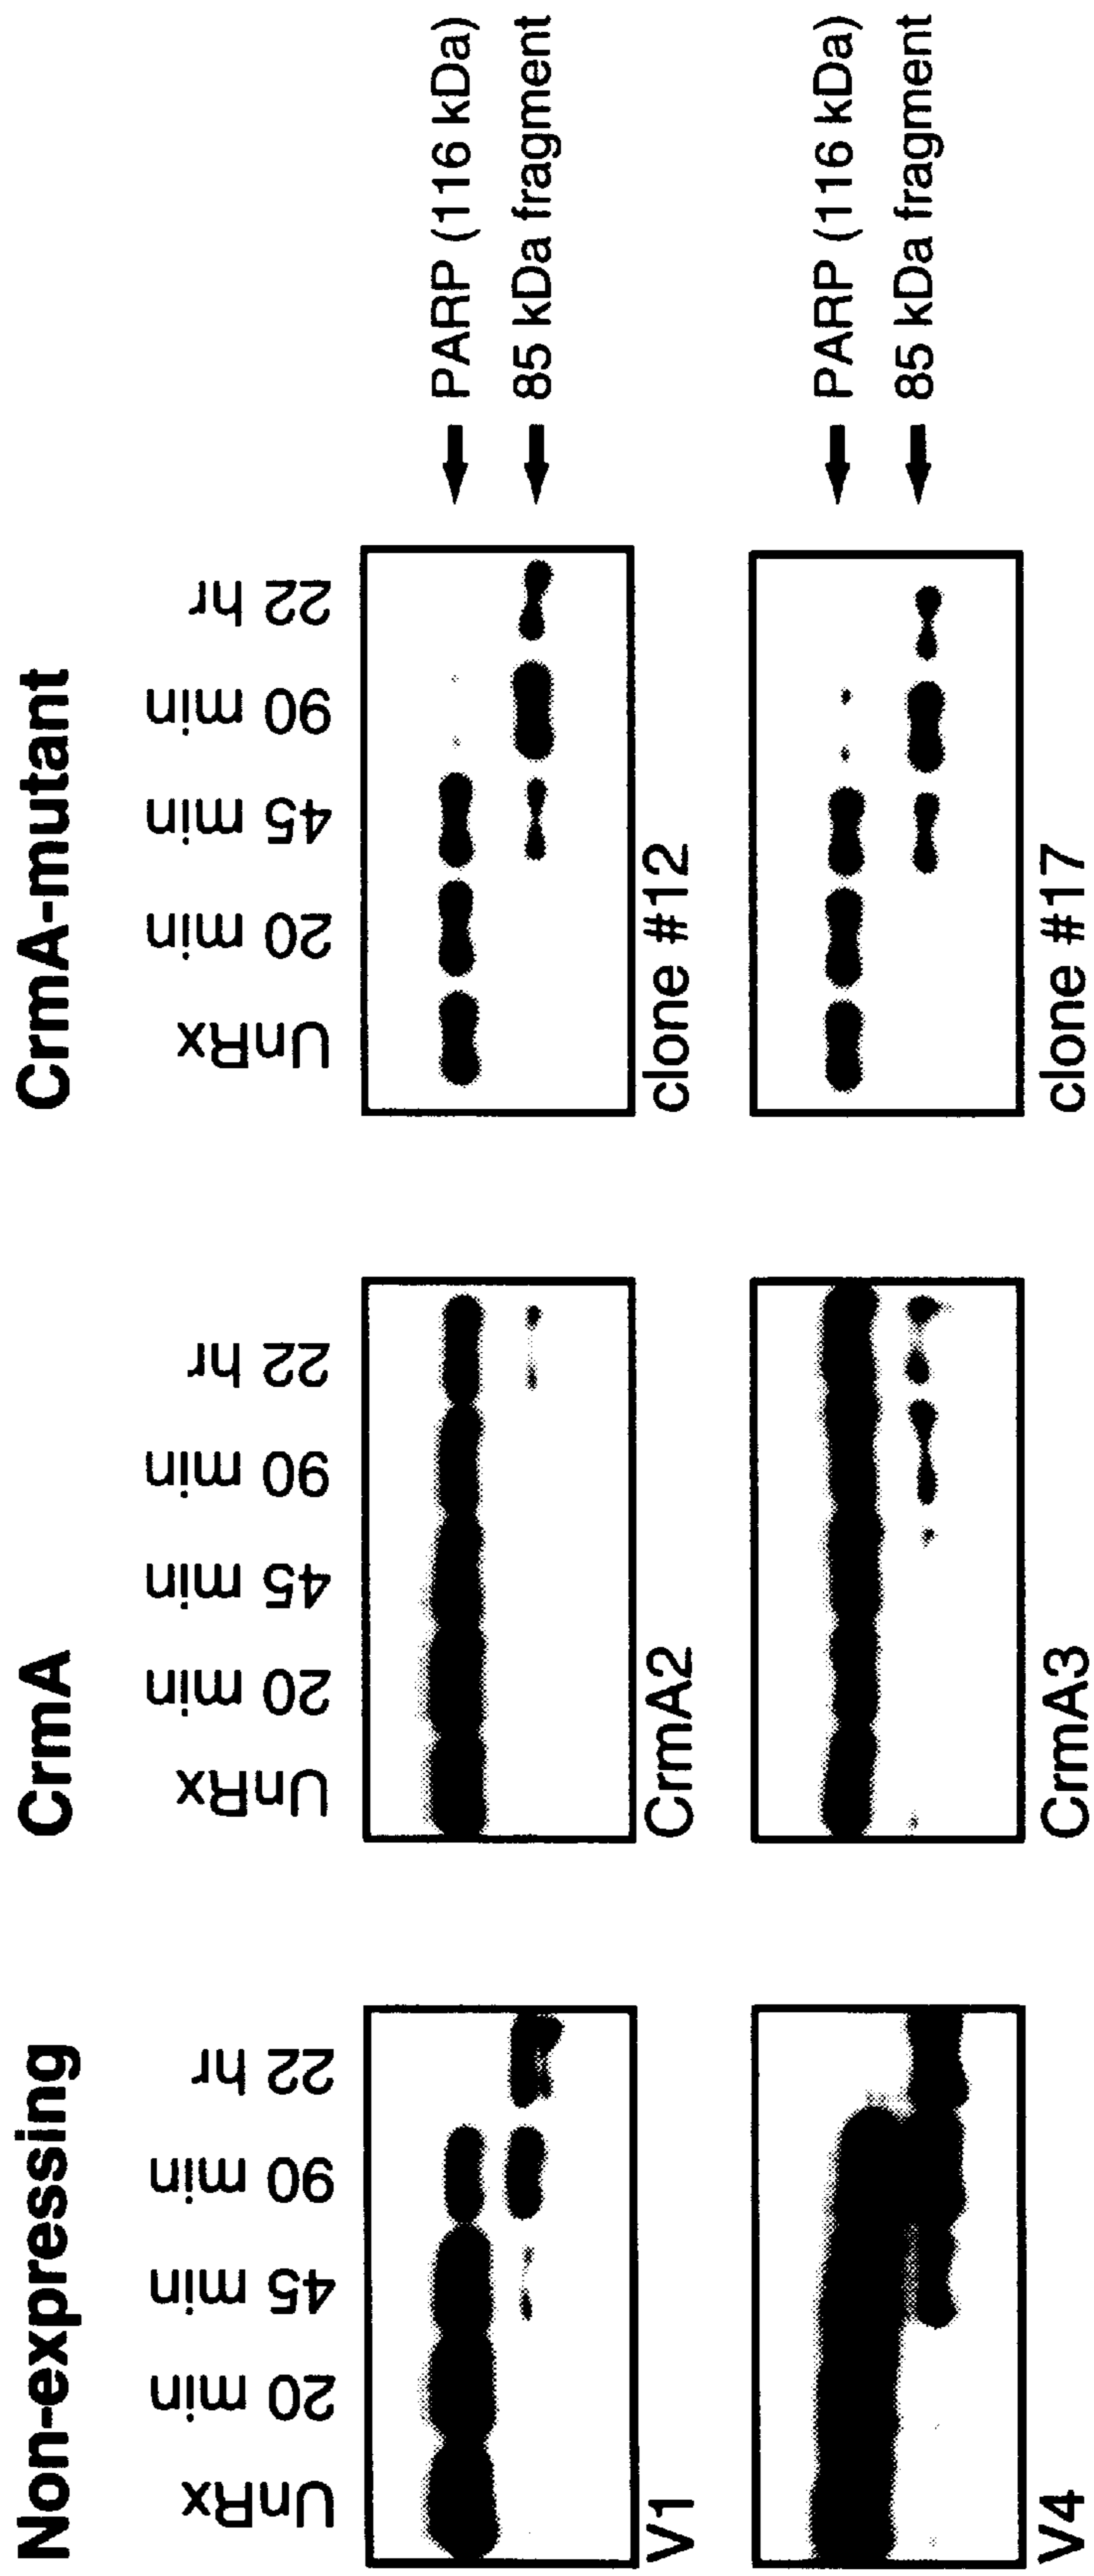 Non-expressing
CrmA
CrmA-mutant
UnRx
20 min
45 min
90 min
22 hr
UnRx
20 min
45 min
90 min
22 hr
UnRx
20 min
45 min
90 min
22 hr
PARP (116 kDa)
85 kDa fragment
V1
CrmA2
clone #12
PARP (116 kDa)
85 kDa fragment
V4
CrmA3
clone #17